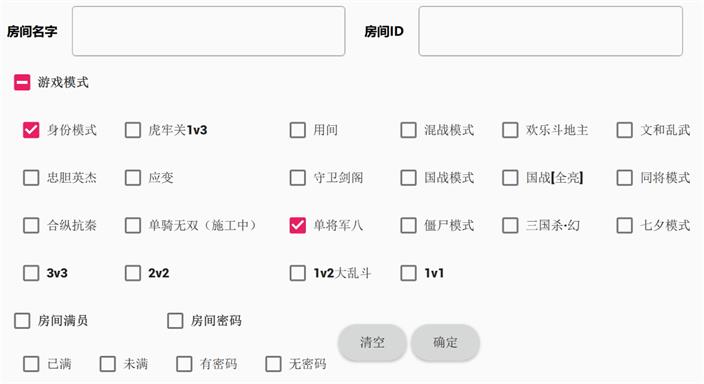 房间名字 房间ID
游戏模式
身份模式 虎牢关1v3 用间 混战模式 欢乐斗地主 文和乱武
忠胆英杰 应变 守卫剑阁 国战模式 国战[全亮] 同将模式
合纵抗秦 单骑无双（施工中） 单将军八 僵尸模式 三国杀·幻 七夕模式
3v3 2v2 1v2大乱斗 1v1
房间满员 房间密码
清空 确定
已满 未满 有密码 无密码